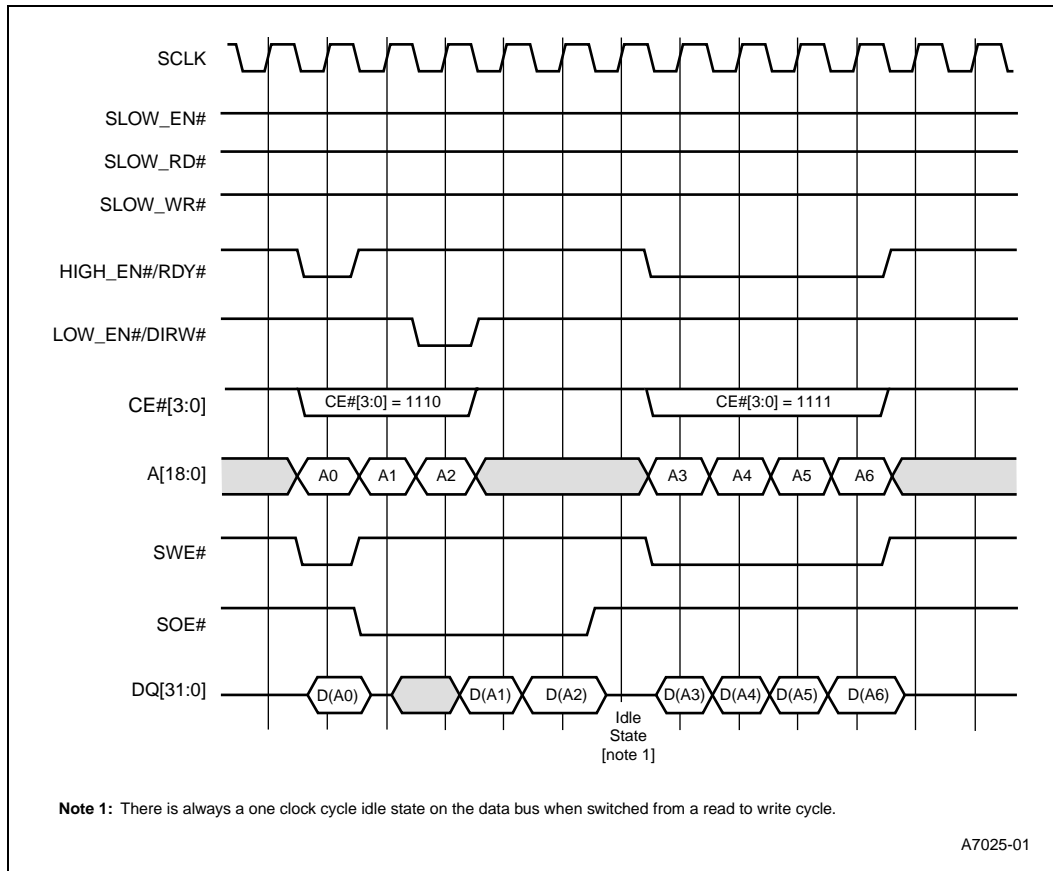 SCLK
SLOW_EN#
SLOW_RD#
SLOW_WR#
HIGH_EN#/RDY#
LOW_EN#/DIRW#
CE#[3:0]
CE#[3:0] = 1110
CE#[3:0] = 1111
A[18:0]
A0
A1
A2
A3
A4
A5
A6
SWE#
SOE#
DQ[31:0]
D(A0)
D(A1)
D(A2)
D(A3)
D(A4)
D(A5)
D(A6)
Idle
State
[note 1]
Note 1: There is always a one clock cycle idle state on the data bus when switched from a read to write cycle.
A7025-01